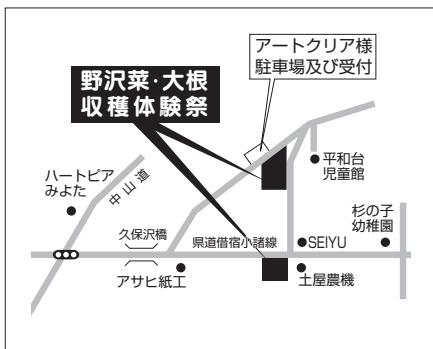 アートクリア様
駐車場及び受付
野沢菜・大根
収穫体験祭
平和台
児童館
ハートピア
みよた
中山道
杉の子
幼稚園
久保沢橋
県道借宿小諸線
SEIYU
アサヒ紙工
土屋農機